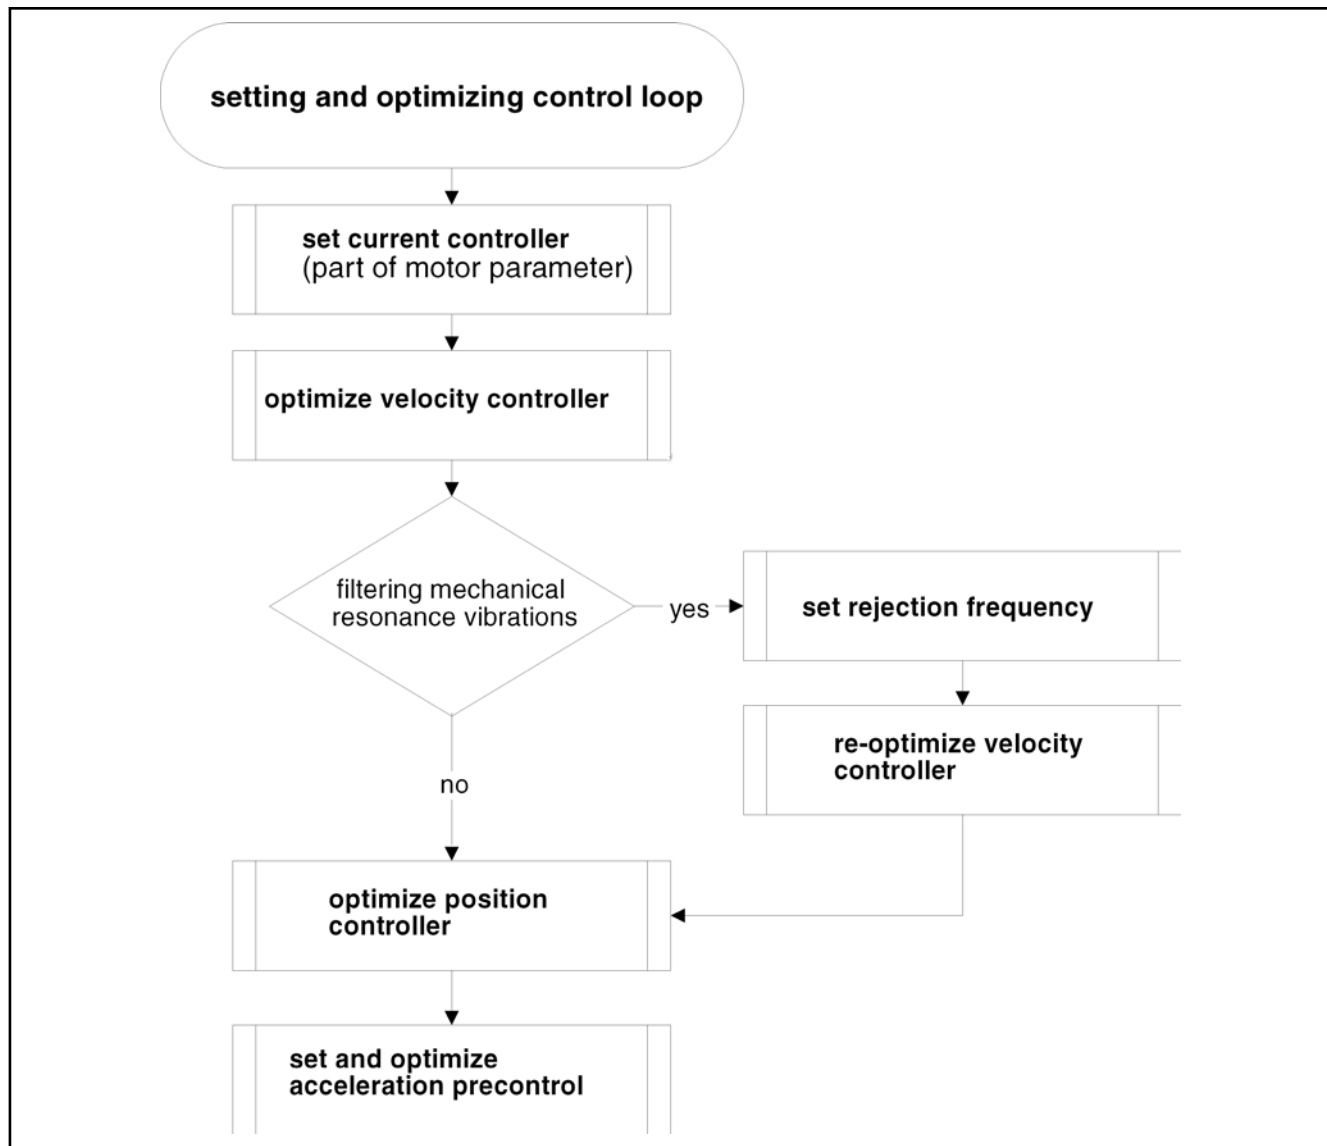 setting and optimizing control loop
set current controller
(part of motor parameter)
optimize velocity controller
filtering mechanical
resonance vibrations
yes
set rejection frequency
re-optimize velocity
controller
no
optimize position
controller
set and optimize
acceleration precontrol